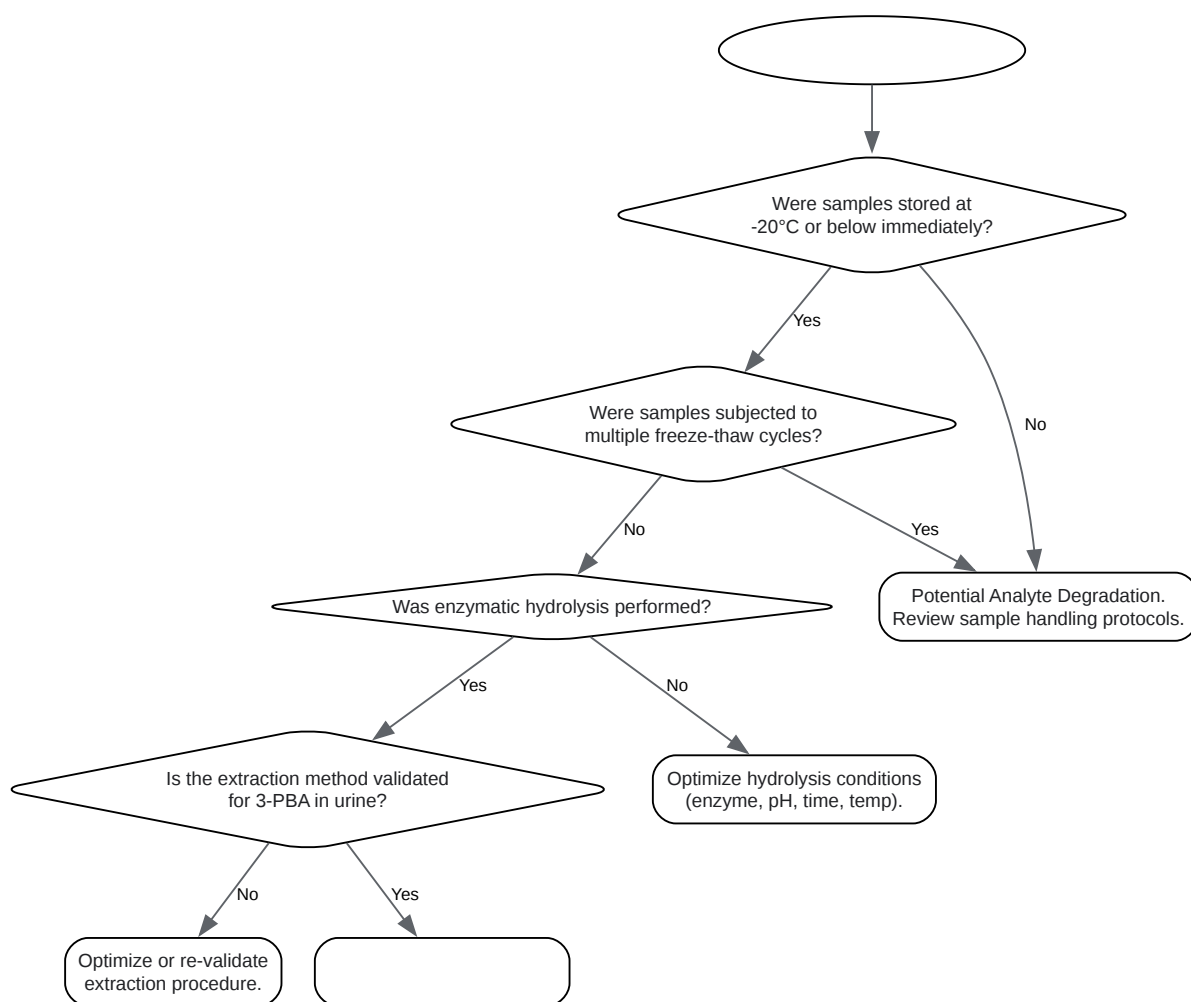 Were samples stored at
-20°C or below immediately?
Yes
No
Were samples subjected to
multiple freeze-thaw cycles?
No
Yes
Potential Analyte Degradation.
Review sample handling protocols.
Was enzymatic hydrolysis performed?
Yes
No
Is the extraction method validated
for 3-PBA in urine?
Optimize hydrolysis conditions
(enzyme, pH, time, temp).
No
Yes
Optimize or re-validate
extraction procedure.